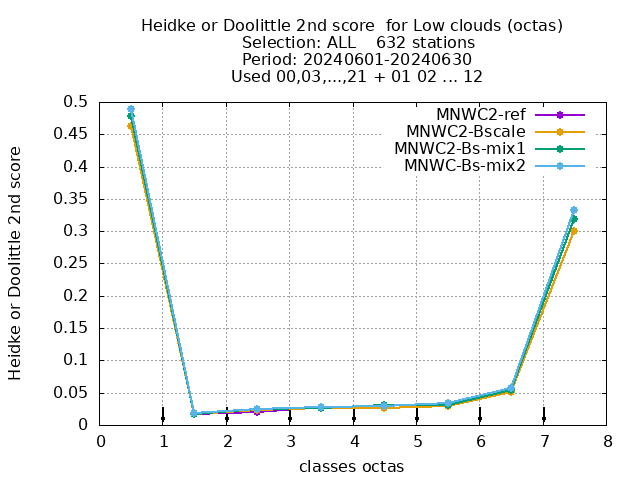 Heidke or Doolittle 2nd score  for Low clouds (octas)
Selection: ALL    632 stations
Period: 20240601-20240630
Used 00,03,...,21 + 01 02 ... 12
MNWC2-ref
MNWC2-Bscale
MNWC2-Bs-mix1
MNWC-Bs-mix2
Heidke or Doolittle 2nd score
0.5
0.45
0.4
0.35
0.3
0.25
0.2
0.15
0.1
0.05
0
0 1 2 3 4 5 6 7 8
classes octas